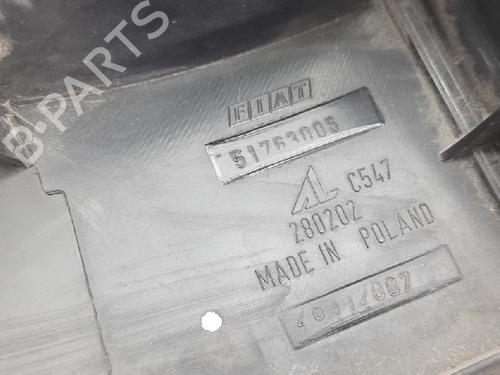 B-PARTS
FIAT
51763005
C547
280202
MADE IN POLAND